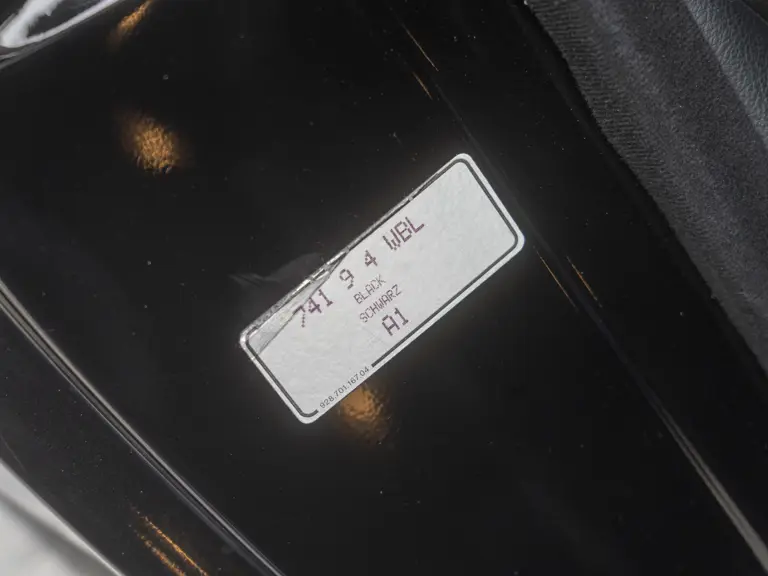 741 9 4 WBL
BLACK
SCHWARZ
A1
928.701.167.04